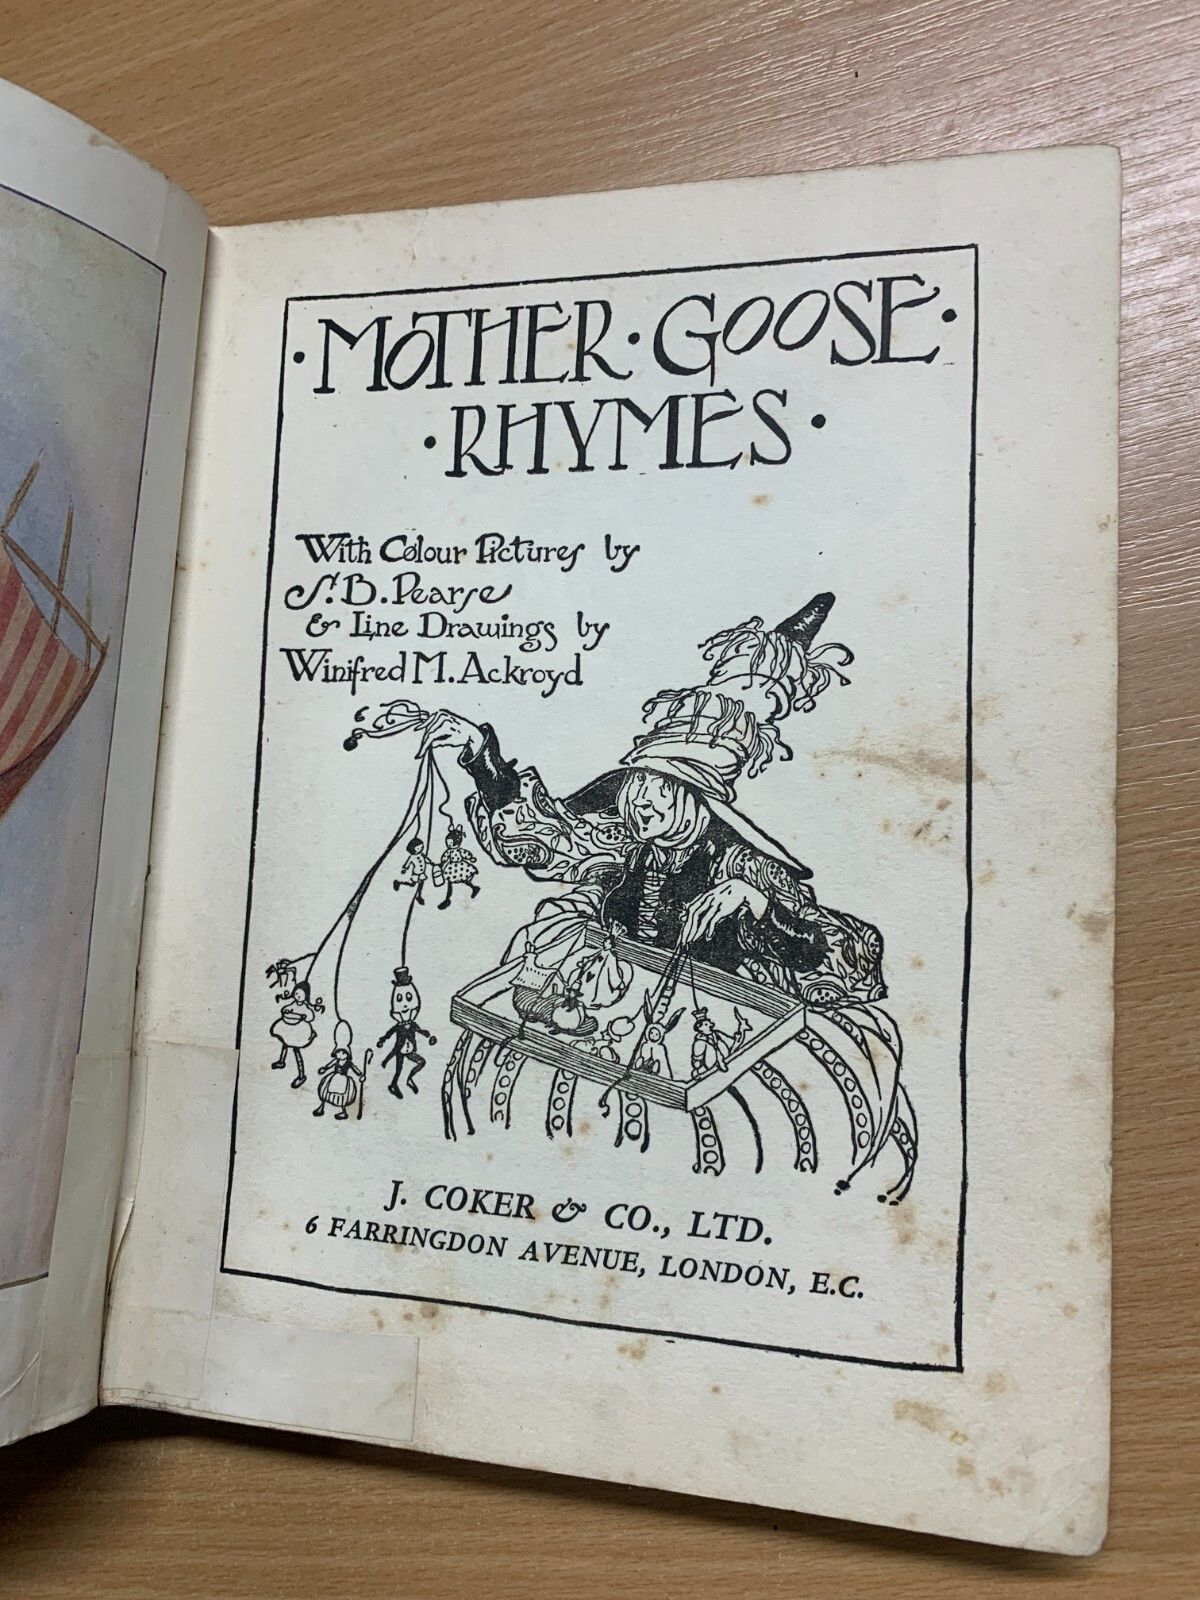 ·MOTHER·GOOSE·
·RHYMES·
With Colour Pictures by
S.B.Pearse
& Line Drawings by
Winifred M.Ackroyd
J. COKER & CO., LTD.
6 FARRINGDON AVENUE, LONDON, E.C.